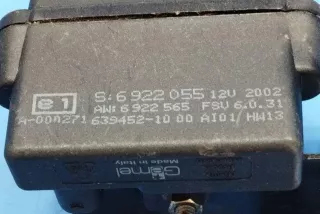 e1 S:6 922 055 12V 2002
AW:6 922 565 FSV 6.0.31
A-00A271 639452-10 00 AI01/HW13
Gemel
Made in Italy